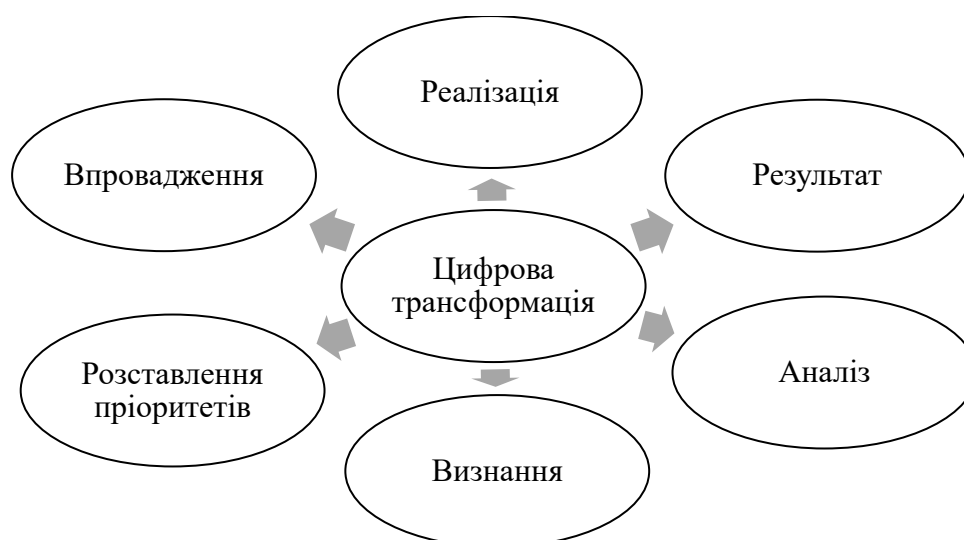 Реалізація
Впровадження
Результат
Цифрова
трансформація
Розставлення
пріоритетів
Аналіз
Визнання